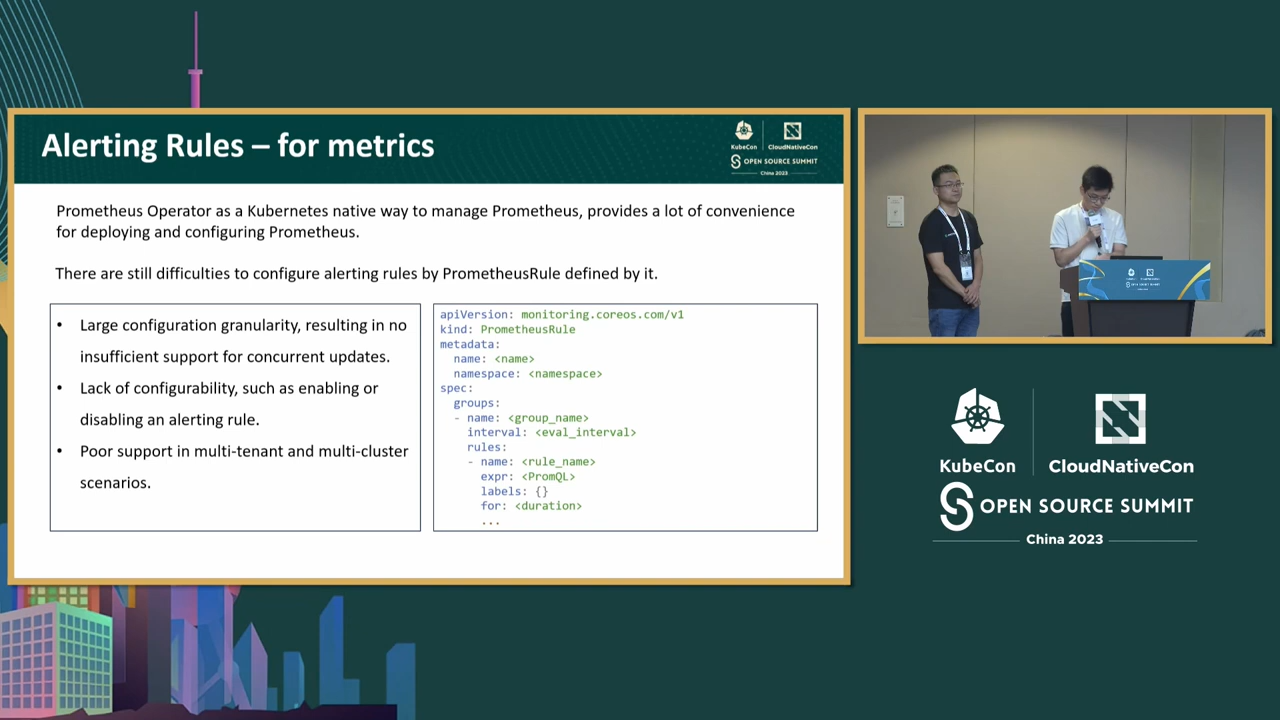 Alerting Rules – for metrics
KubeCon
CloudNativeCon
OPEN SOURCE SUMMIT
China 2023
Prometheus Operator as a Kubernetes native way to manage Prometheus, provides a lot of convenience
for deploying and configuring Prometheus.
There are still difficulties to configure alerting rules by PrometheusRule defined by it.
• Large configuration granularity, resulting in no
insufficient support for concurrent updates.
• Lack of configurability, such as enabling or
disabling an alerting rule.
• Poor support in multi-tenant and multi-cluster
scenarios.
apiVersion: monitoring.coreos.com/v1
kind: PrometheusRule
metadata:
name: <name>
namespace: <namespace>
spec:
groups:
- name: <group_name>
interval: <eval_interval>
rules:
- name: <rule_name>
expr: <PromQL>
labels: {}
for: <duration>
...
KubeCon
CloudNativeCon
OPEN SOURCE SUMMIT
China 2023